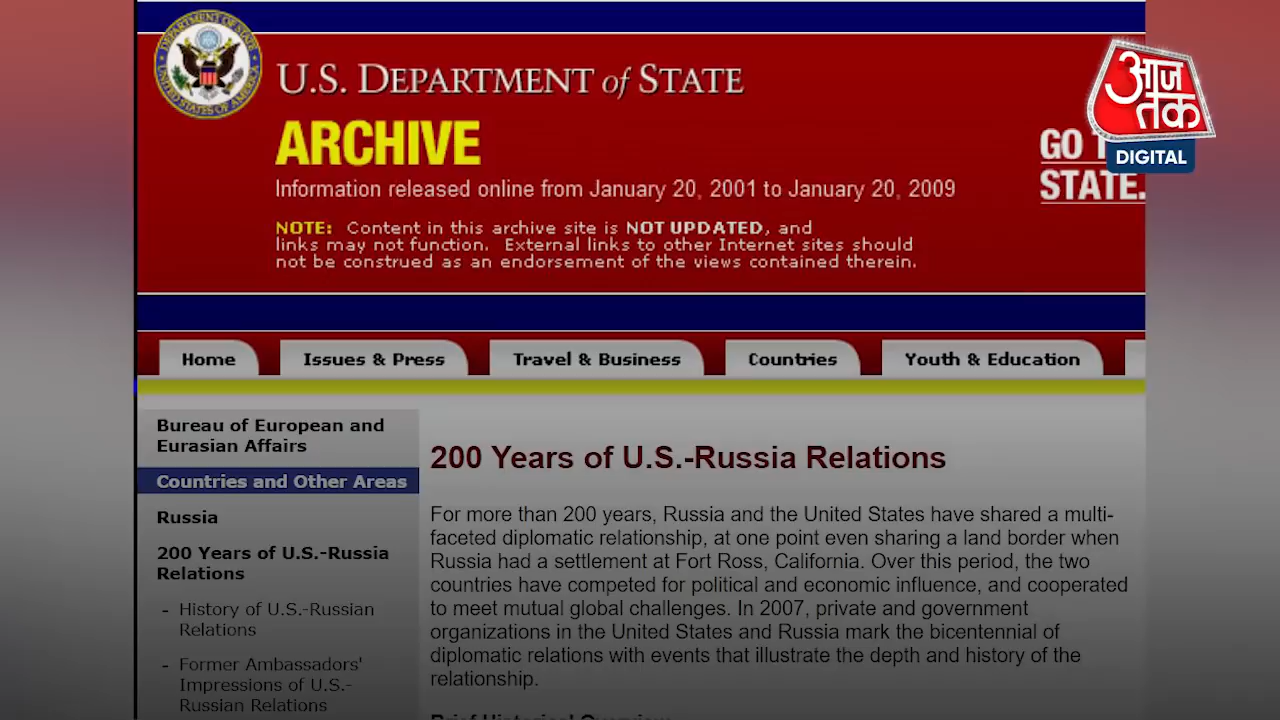 U.S. DEPARTMENT of STATE
ARCHIVE
Information released online from January 20, 2001 to January 20, 2009
NOTE: Content in this archive site is NOT UPDATED, and
links may not function. External links to other Internet sites should
not be construed as an endorsement of the views contained therein.
GO
STATE.
आज
तक
DIGITAL
Home
Issues & Press
Travel & Business
Countries
Youth & Education
Bureau of European and
Eurasian Affairs
Countries and Other Areas
Russia
200 Years of U.S.-Russia
Relations
- History of U.S.-Russian
Relations
- Former Ambassadors'
Impressions of U.S.-
Russian Relations
200 Years of U.S.-Russia Relations
For more than 200 years, Russia and the United States have shared a multi-
faceted diplomatic relationship, at one point even sharing a land border when
Russia had a settlement at Fort Ross, California. Over this period, the two
countries have competed for political and economic influence, and cooperated
to meet mutual global challenges. In 2007, private and government
organizations in the United States and Russia mark the bicentennial of
diplomatic relations with events that illustrate the depth and history of the
relationship.